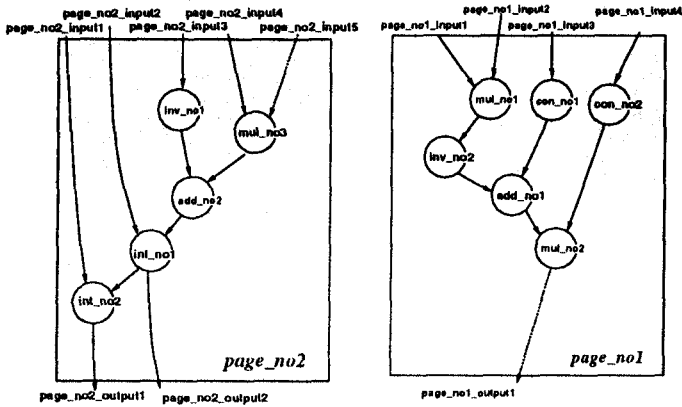 page_no2_input2
page_no2_input4
page_no2_input1
page_no2_input3
page_no2_input5
inv_no1
mul_no3
add_no2
int_no1
int_no2
page_no2
page_no2_output1
page_no2_output2
page_no1_input2
page_no1_input4
page_no1_input1
page_no1_input3
mul_no1
con_no1
con_no2
inv_no2
add_no1
mul_no2
page_no1
page_no1_output1